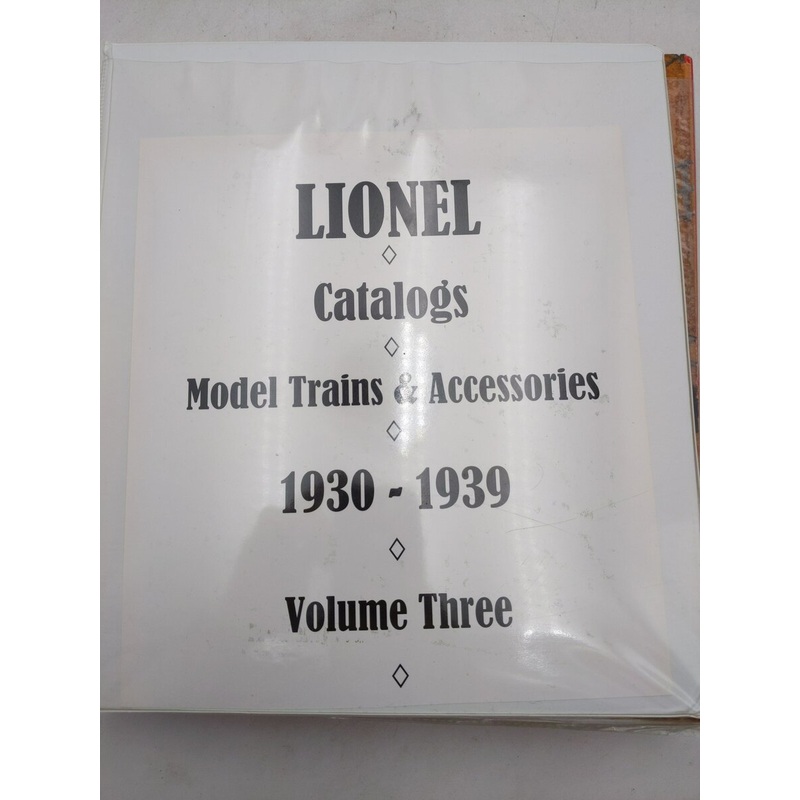 LIONEL
◊
Catalogs
◊
Model Trains & Accessories
◊
1930 - 1939
◊
Volume Three
◊